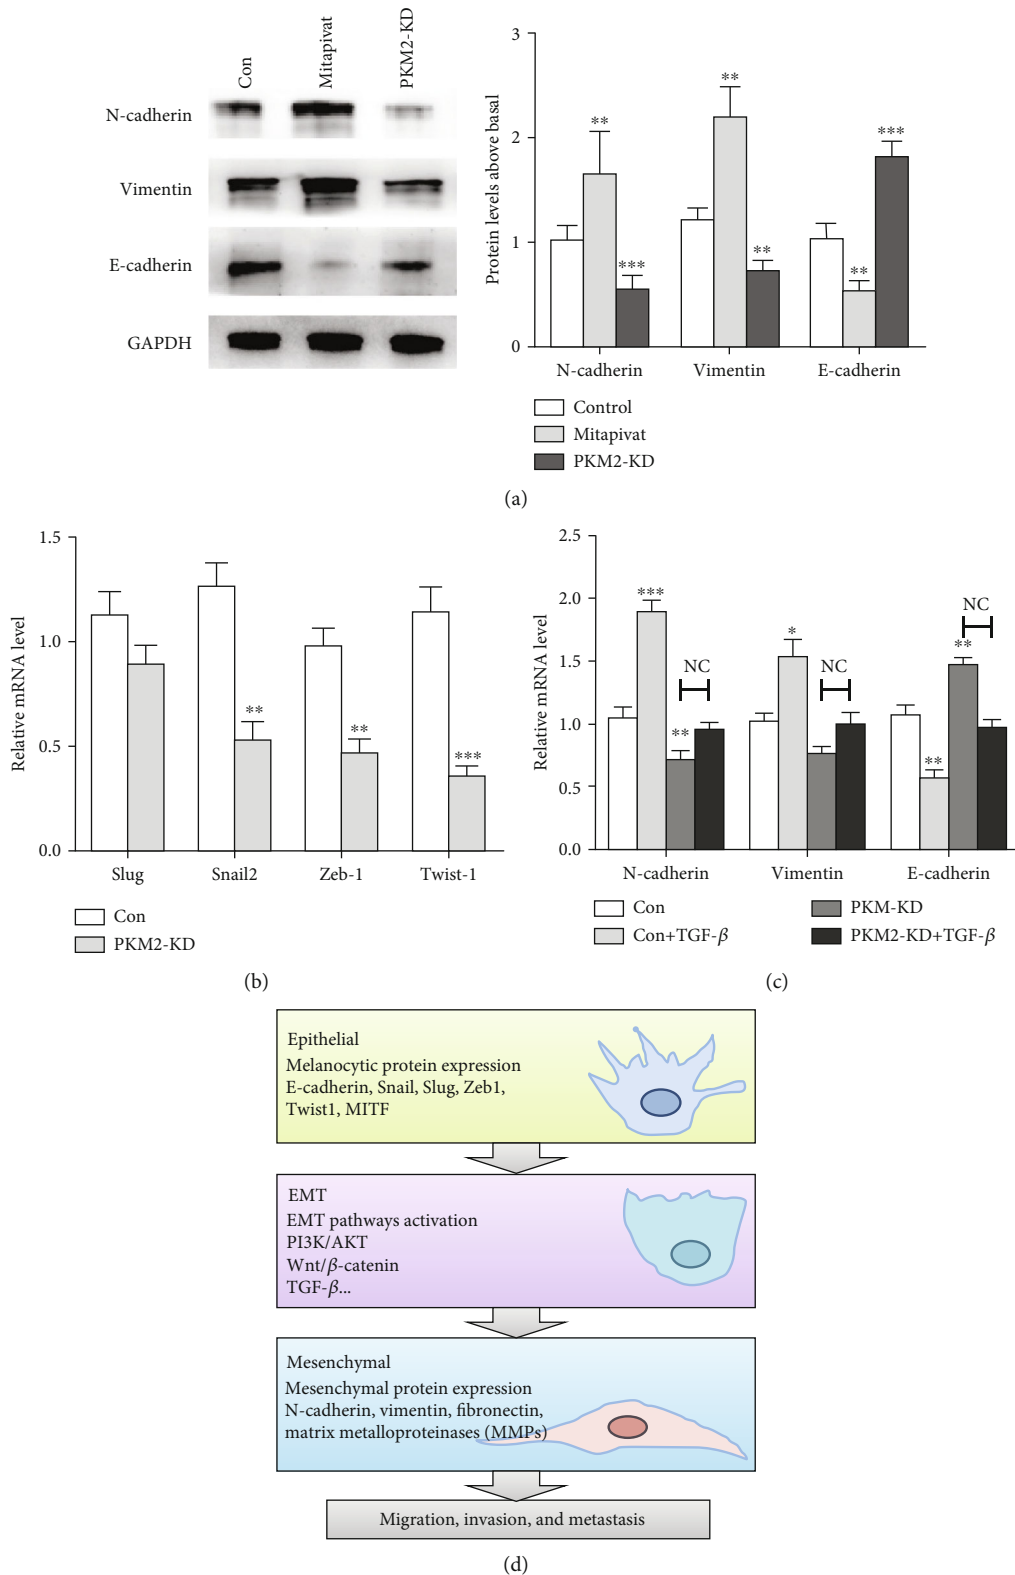 Con
Mitapivat
PKM2-KD
N-cadherin
Vimentin
E-cadherin
GAPDH
Protein levels above basal
3
2
1
0
**
***
**
**
**
***
N-cadherin
Vimentin
E-cadherin
Control
Mitapivat
PKM2-KD
(a)
Relative mRNA level
1.5
1.0
0.5
0.0
**
**
***
Slug
Snail2
Zeb-1
Twist-1
Con
PKM2-KD
(b)
Relative mRNA level
2.5
2.0
1.5
1.0
0.5
0.0
***
**
NC
*
NC
**
**
NC
N-cadherin
Vimentin
E-cadherin
Con
Con+TGF-β
PKM-KD
PKM2-KD+TGF-β
(c)
Epithelial
Melanocytic protein expression
E-cadherin, Snail, Slug, Zeb1,
Twist1, MITF
EMT
EMT pathways activation
PI3K/AKT
Wnt/β-catenin
TGF-β...
Mesenchymal
Mesenchymal protein expression
N-cadherin, vimentin, fibronectin,
matrix metalloproteinases (MMPs)
Migration, invasion, and metastasis
(d)